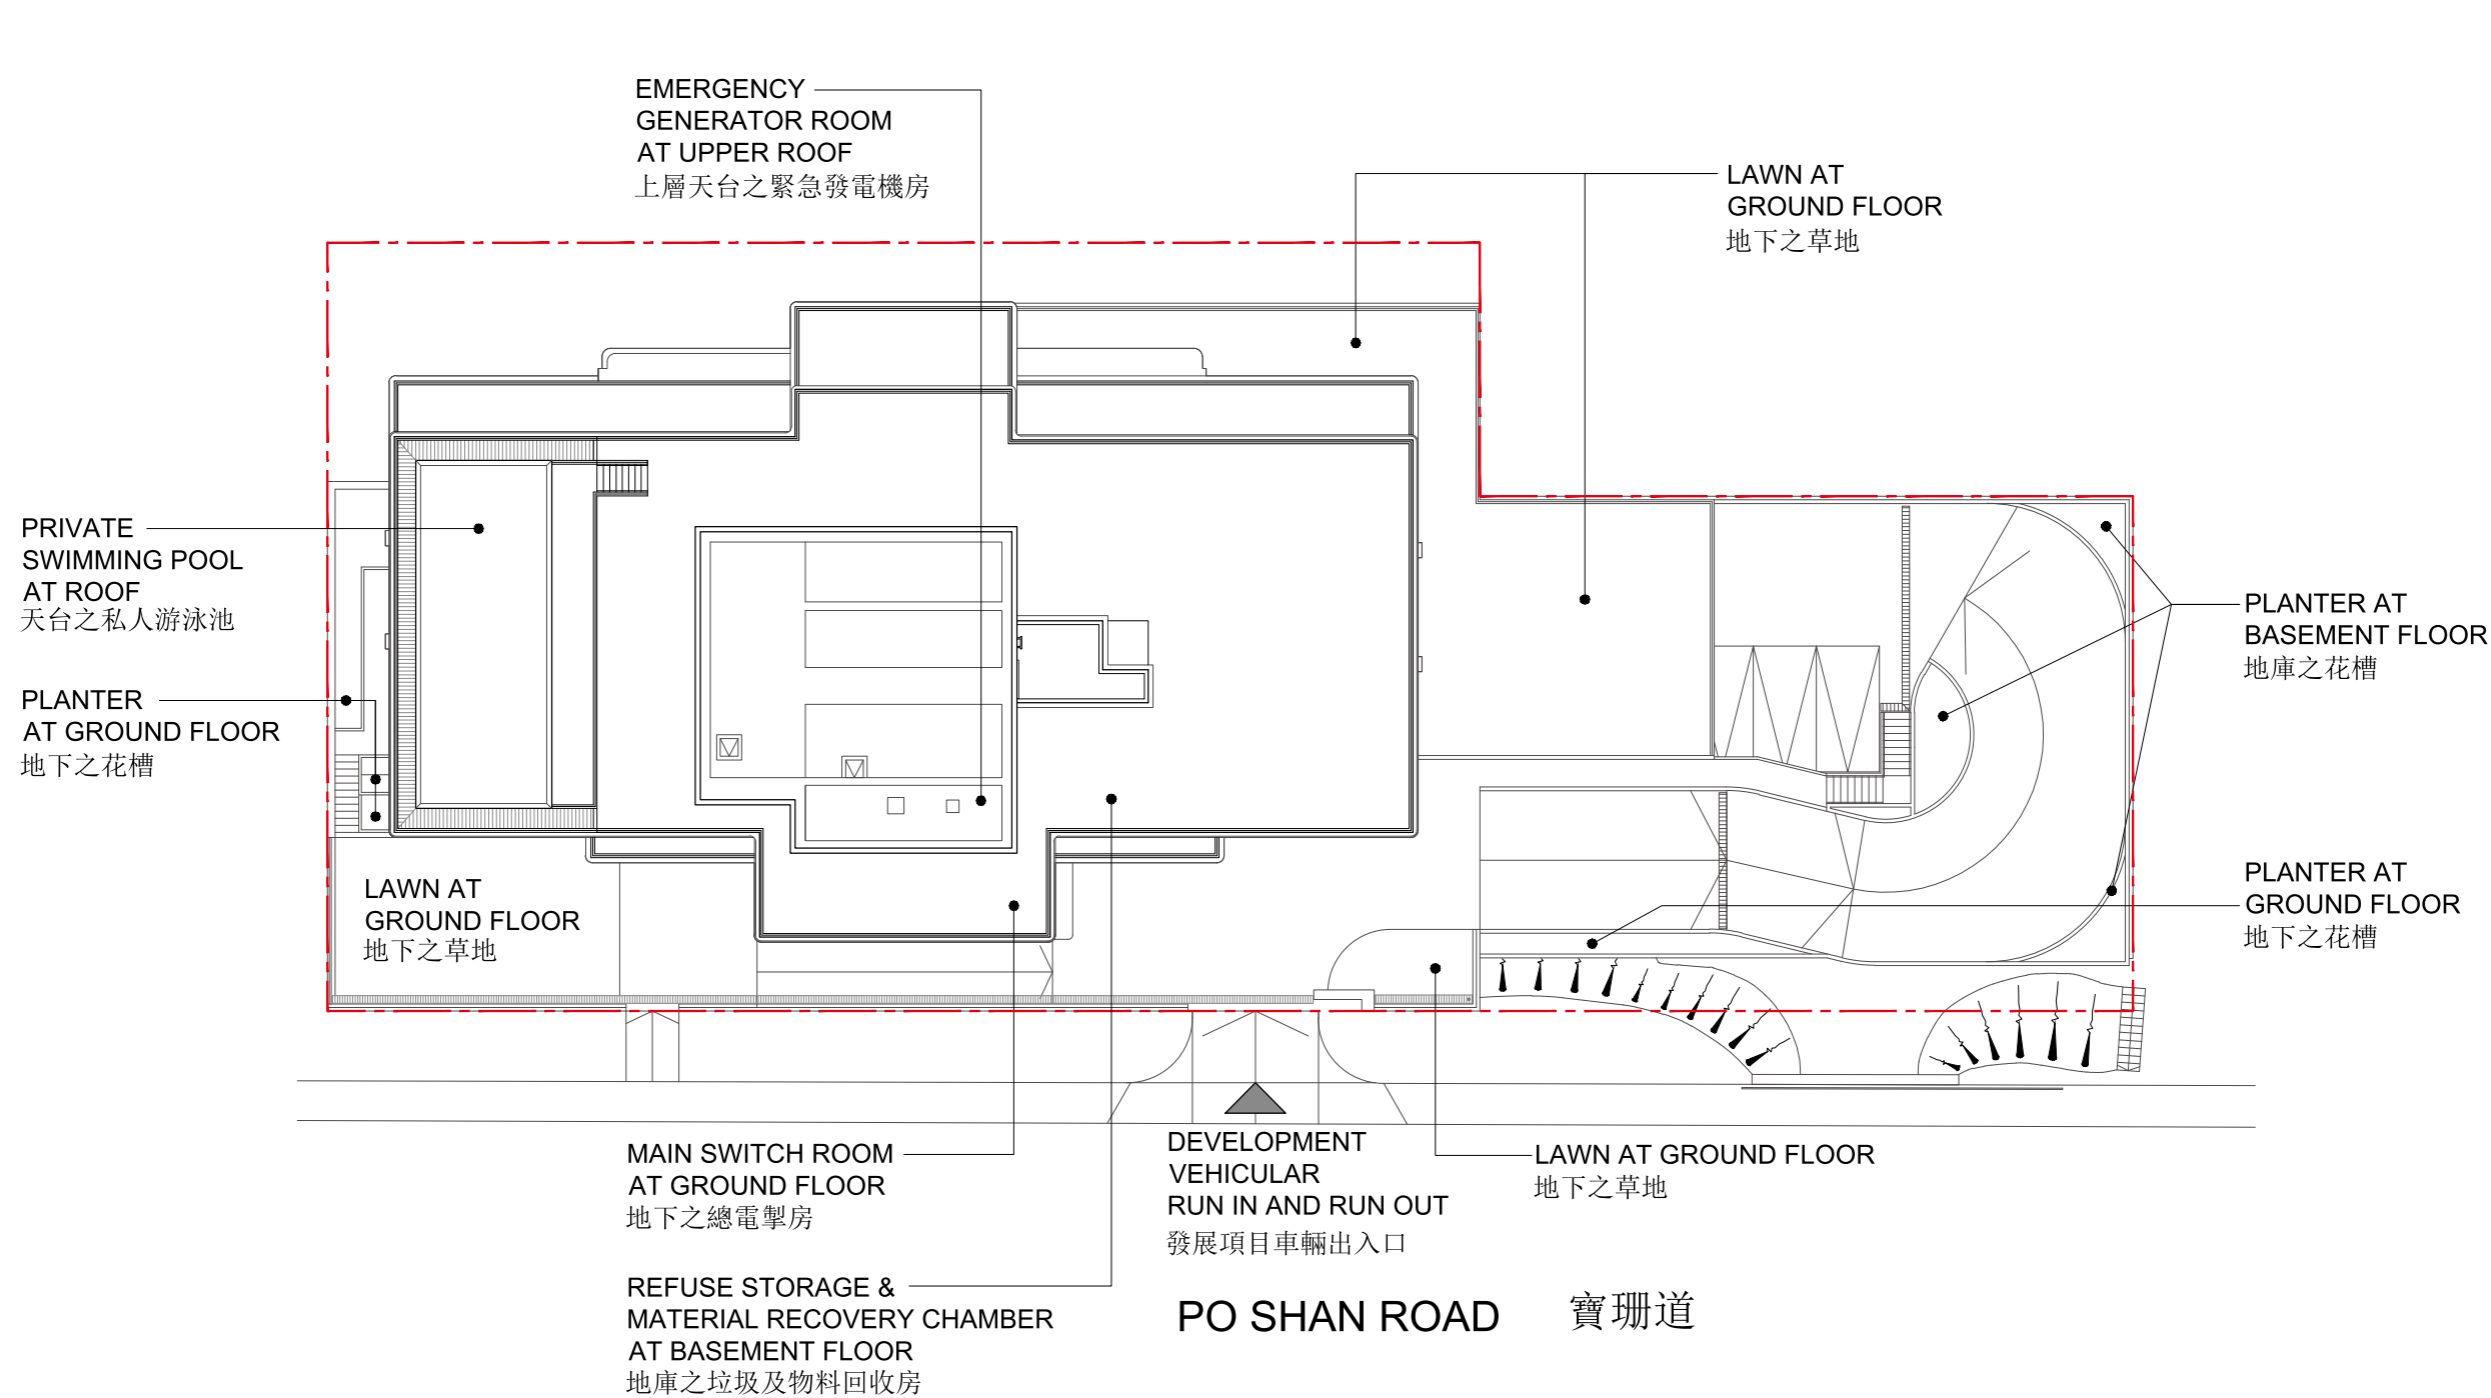 EMERGENCY
GENERATOR ROOM
AT UPPER ROOF
上層天台之緊急發電機房
LAWN AT
GROUND FLOOR
地下之草地
PRIVATE
SWIMMING POOL
AT ROOF
天台之私人游泳池
PLANTER AT
BASEMENT FLOOR
地庫之花槽
PLANTER
AT GROUND FLOOR
地下之花槽
LAWN AT
GROUND FLOOR
地下之草地
PLANTER AT
GROUND FLOOR
地下之花槽
MAIN SWITCH ROOM
AT GROUND FLOOR
地下之總電掣房
DEVELOPMENT
VEHICULAR
RUN IN AND RUN OUT
發展項目車輛出入口
LAWN AT GROUND FLOOR
地下之草地
REFUSE STORAGE &
MATERIAL RECOVERY CHAMBER
AT BASEMENT FLOOR
地庫之垃圾及物料回收房
PO SHAN ROAD 寶珊道